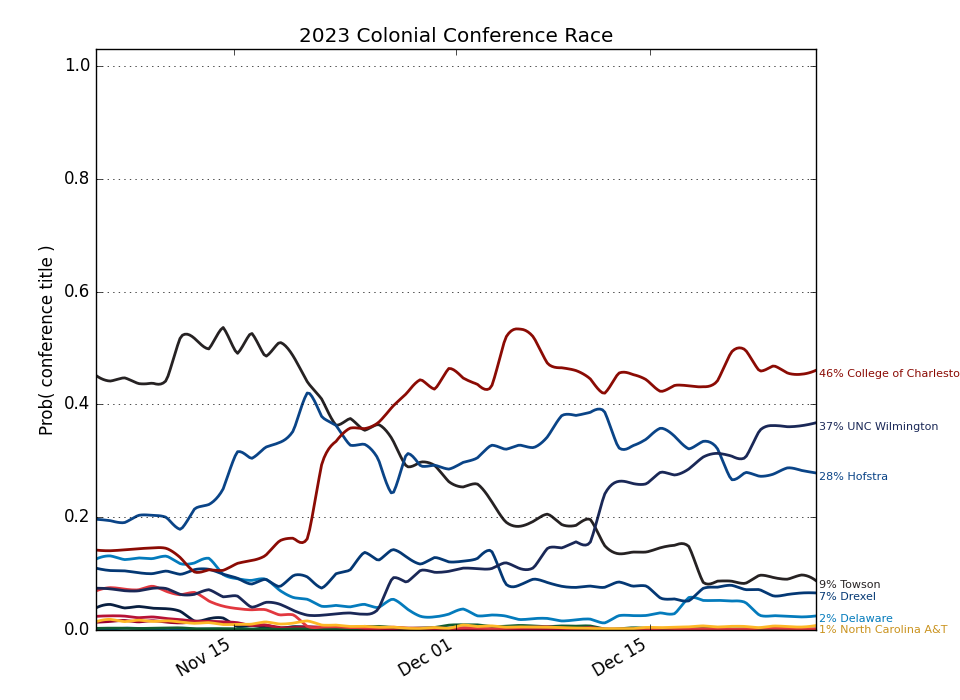 2023 Colonial Conference Race
Prob( conference title )
1.0
0.8
0.6
0.4
0.2
0.0
Nov 15
Dec 01
Dec 15
46% College of Charlesto
37% UNC Wilmington
28% Hofstra
9% Towson
7% Drexel
2% Delaware
1% North Carolina A&T